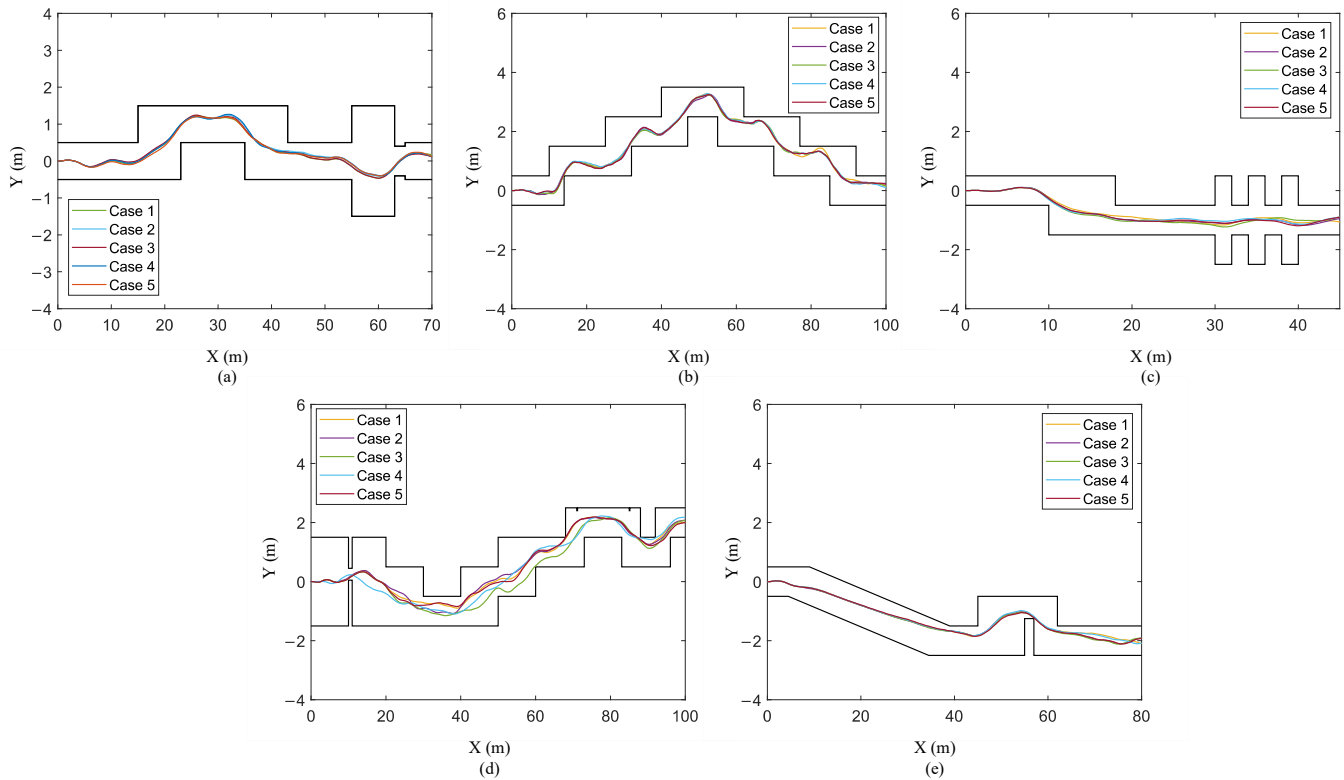 4
3
2
1
0
−1
−2
−3
−4
Y (m)
Case 1
Case 2
Case 3
Case 4
Case 5
0 10 20 30 40 50 60 70
X (m)
(a)
6
4
2
0
−2
−4
Y (m)
Case 1
Case 2
Case 3
Case 4
Case 5
0 20 40 60 80 100
X (m)
(b)
6
4
2
0
−2
−4
Y (m)
Case 1
Case 2
Case 3
Case 4
Case 5
0 10 20 30 40
X (m)
(c)
6
4
2
0
−2
−4
Y (m)
Case 1
Case 2
Case 3
Case 4
Case 5
0 20 40 60 80 100
X (m)
(d)
6
4
2
0
−2
−4
Y (m)
Case 1
Case 2
Case 3
Case 4
Case 5
0 20 40 60 80
X (m)
(e)